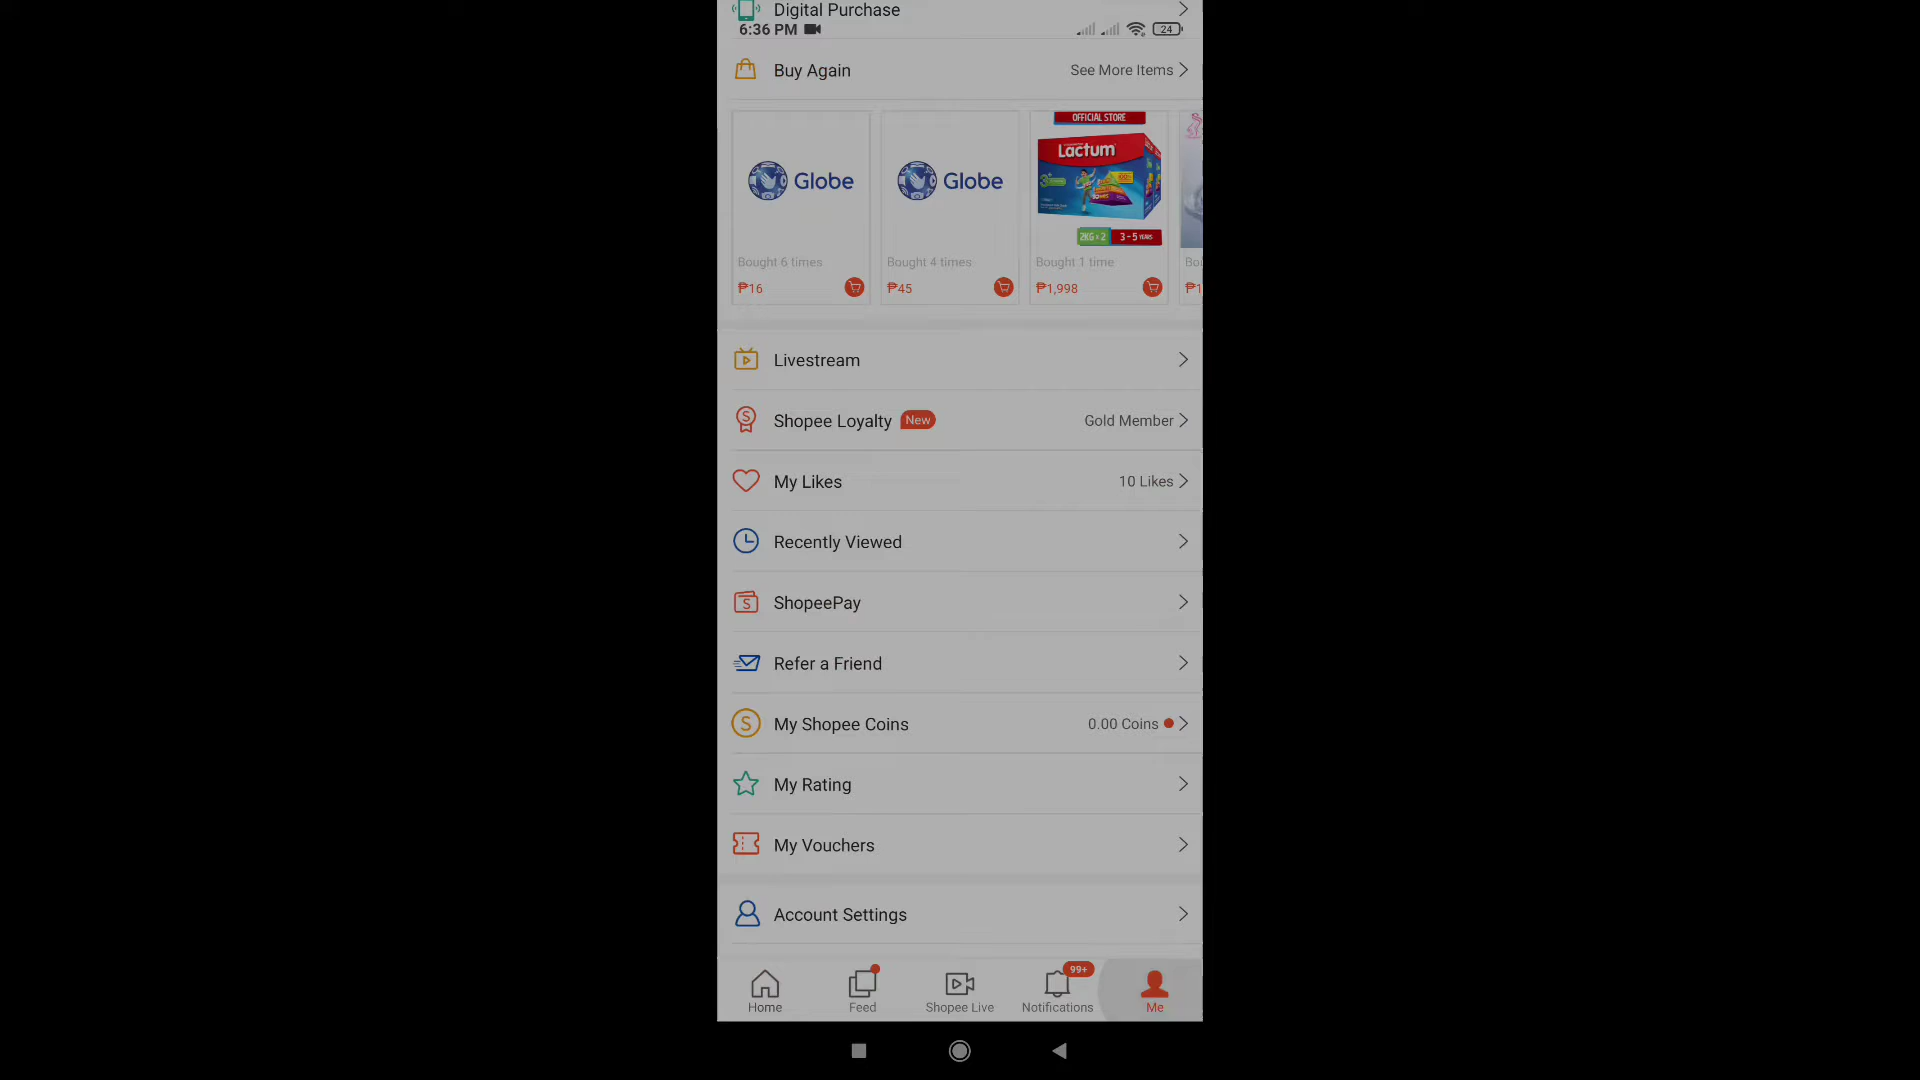 Digital Purchase
6:36 PM
24
Buy Again
See More Items
OFFICIAL STORE
Lactum
3+
2KG x 2
3-5 YEARS
Globe
Globe
Bought 6 times
Bought 4 times
Bought 1 time
₱16
₱45
₱1,998
Livestream
Shopee Loyalty New
Gold Member
My Likes
10 Likes
Recently Viewed
ShopeePay
Refer a Friend
My Shopee Coins
0.00 Coins
My Rating
My Vouchers
Account Settings
99+
Home
Feed
Shopee Live
Notifications
Me